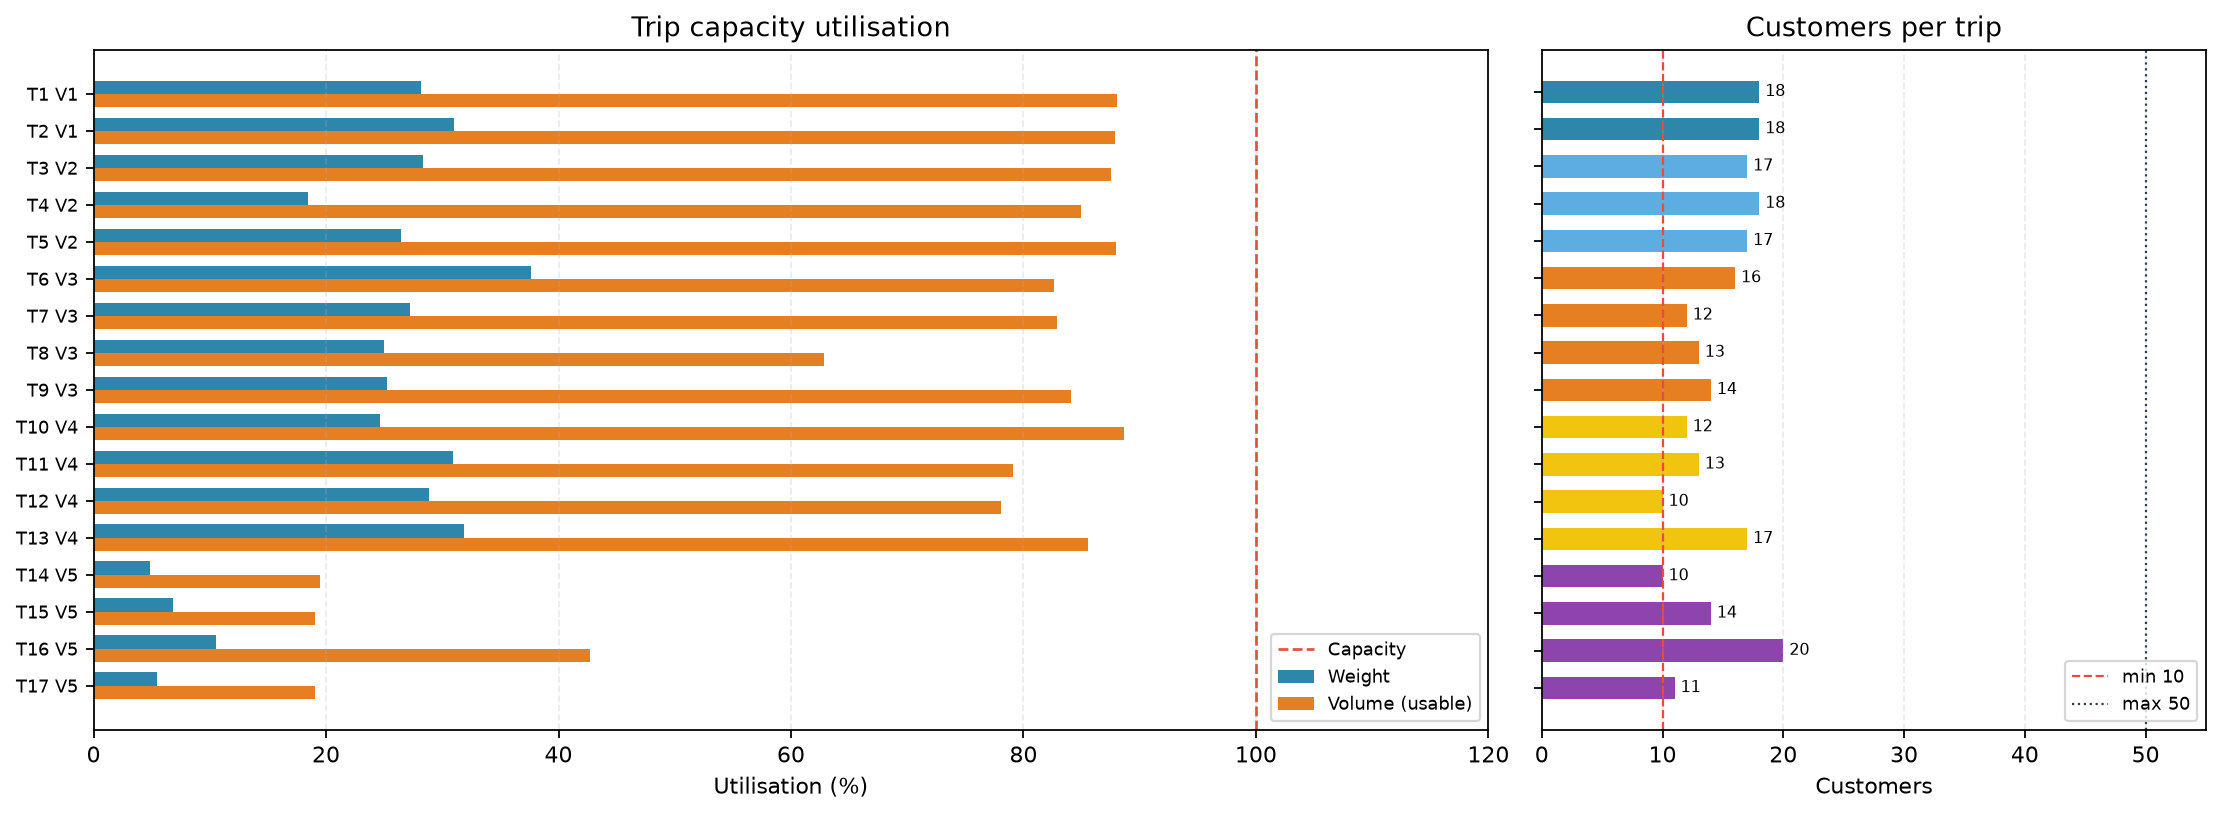 Trip capacity utilisation
T1 V1
T2 V1
T3 V2
T4 V2
T5 V2
T6 V3
T7 V3
T8 V3
T9 V3
T10 V4
T11 V4
T12 V4
T13 V4
T14 V5
T15 V5
T16 V5
T17 V5
Capacity
Weight
Volume (usable)
0 20 40 60 80 100 120
Utilisation (%)
Customers per trip
18
18
17
18
17
16
12
13
14
12
13
10
17
10
14
20
11
min 10
max 50
0 10 20 30 40 50
Customers